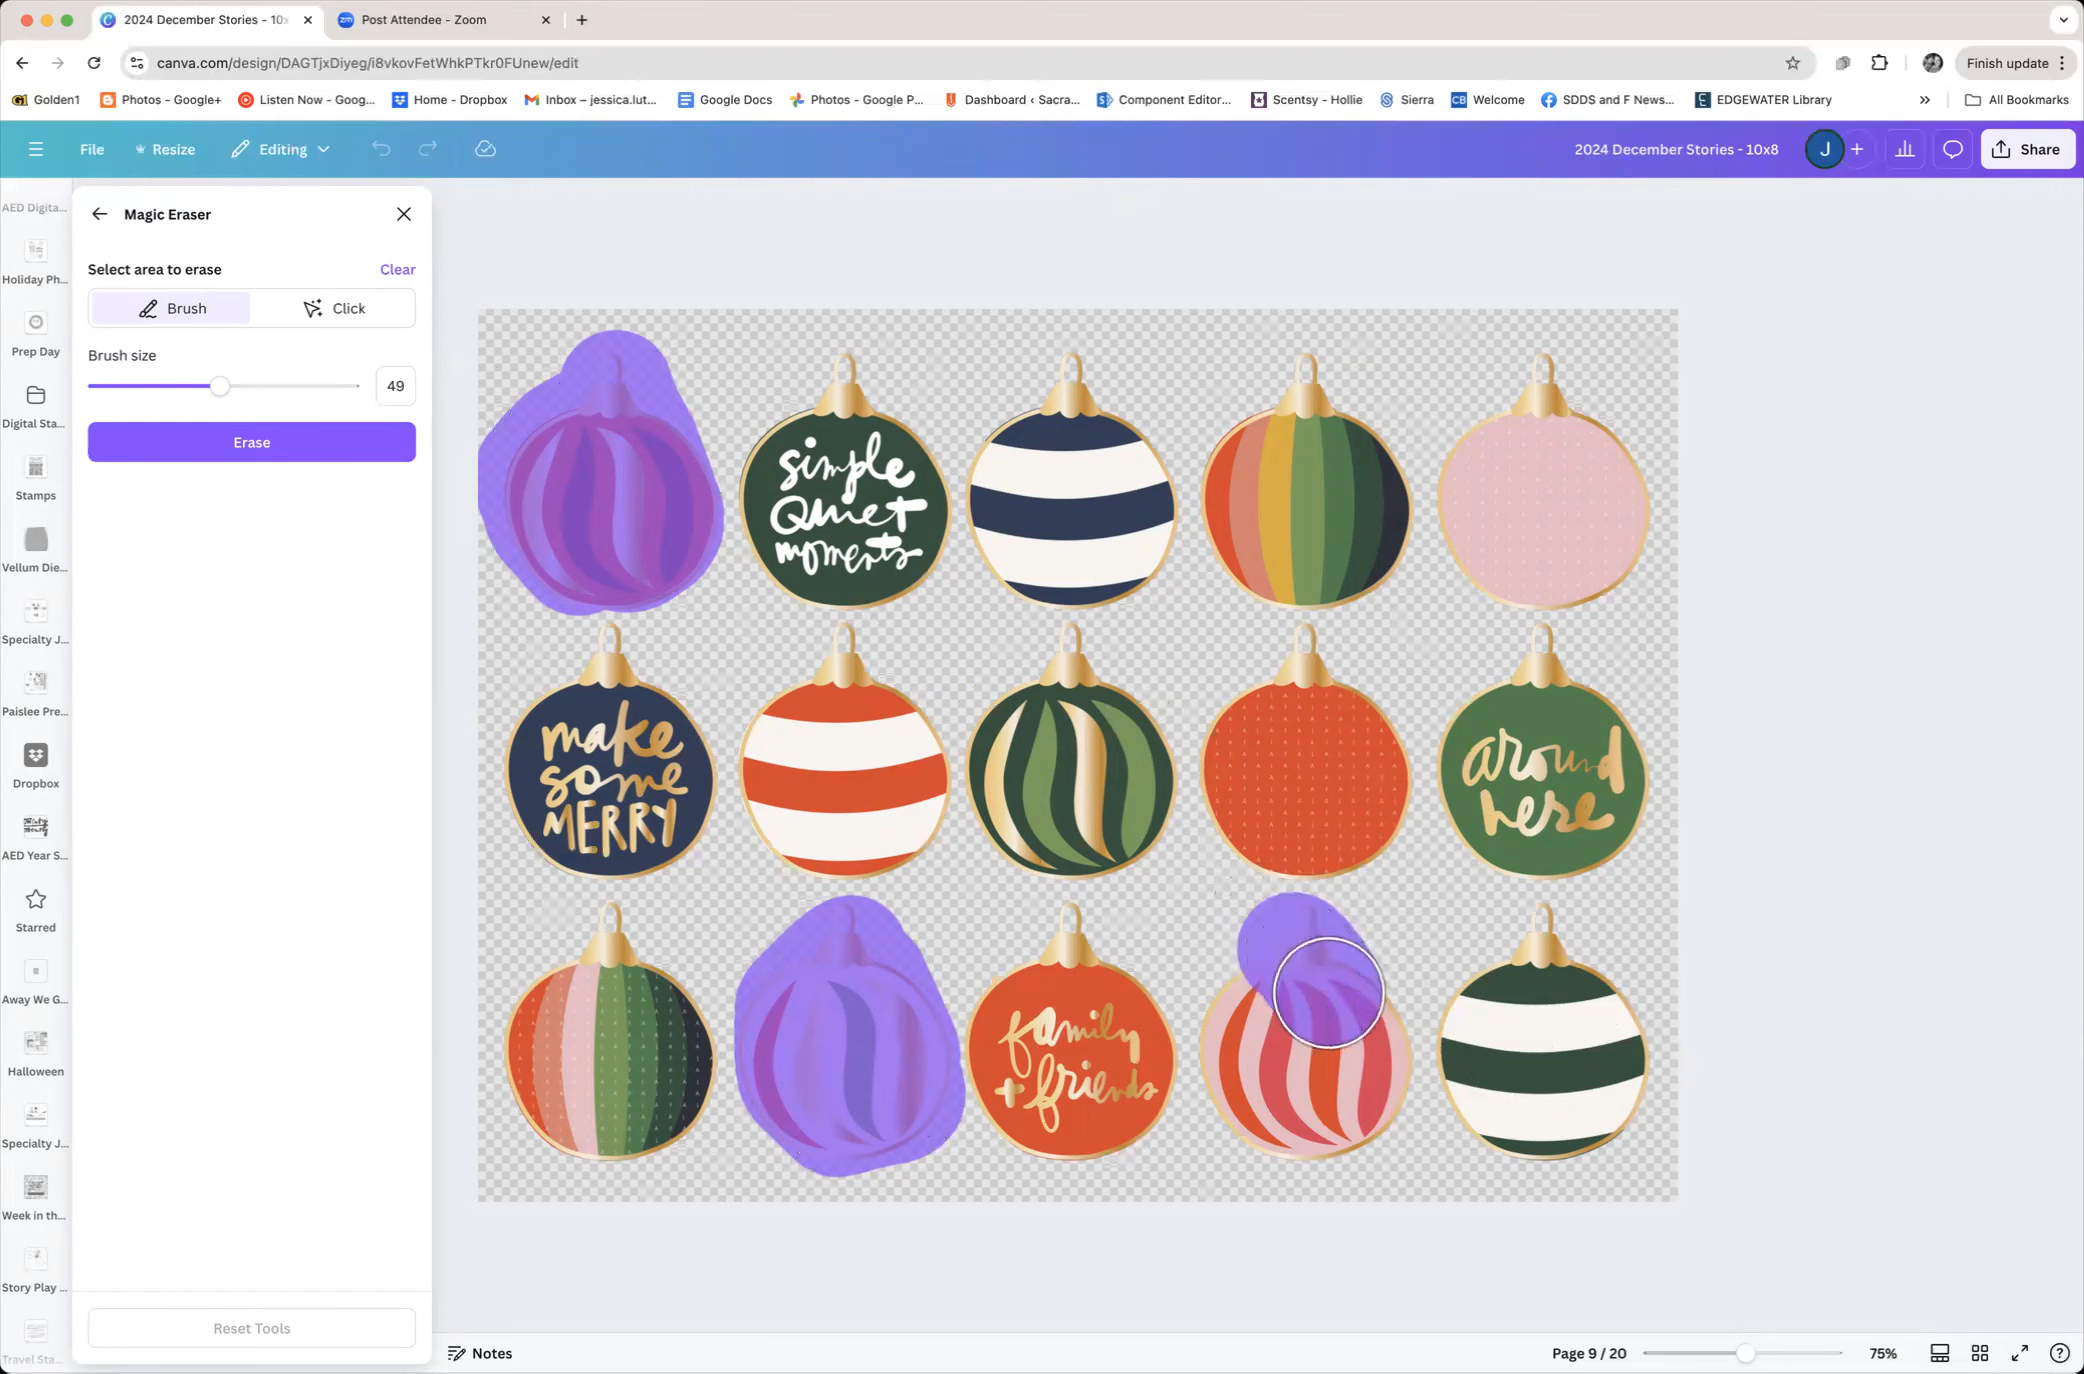 2024 December Stories - 10x
Post Attendee - Zoom
canva.com/design/DAGTjxDiyeg/i8vkovFetWhkPTkr0FUnew/edit
Finish update
Golden1
Photos - Google+
Listen Now - Goog...
Home - Dropbox
Inbox – jessica.lut...
Google Docs
Photos - Google P...
Dashboard ‹ Sacra...
Component Editor...
Scentsy - Hollie
Sierra
CB Welcome
SDDS and F News...
EDGEWATER Library
All Bookmarks
File
Resize
Editing
2024 December Stories - 10x8
J
Share
AED Digita...
Holiday Ph...
Prep Day
Digital Sta...
Stamps
Vellum Die...
Specialty J...
Paislee Pre...
Dropbox
AED Year S...
Starred
Away We G...
Halloween
Specialty J...
Week in th...
Story Play ...
Travel Sta...
Magic Eraser
Select area to erase
Clear
Brush
Click
Brush size
49
Erase
Reset Tools
simple
Quiet
moments
make
some
MERRY
around
here
family
+ friends
Notes
Page 9 / 20
75%